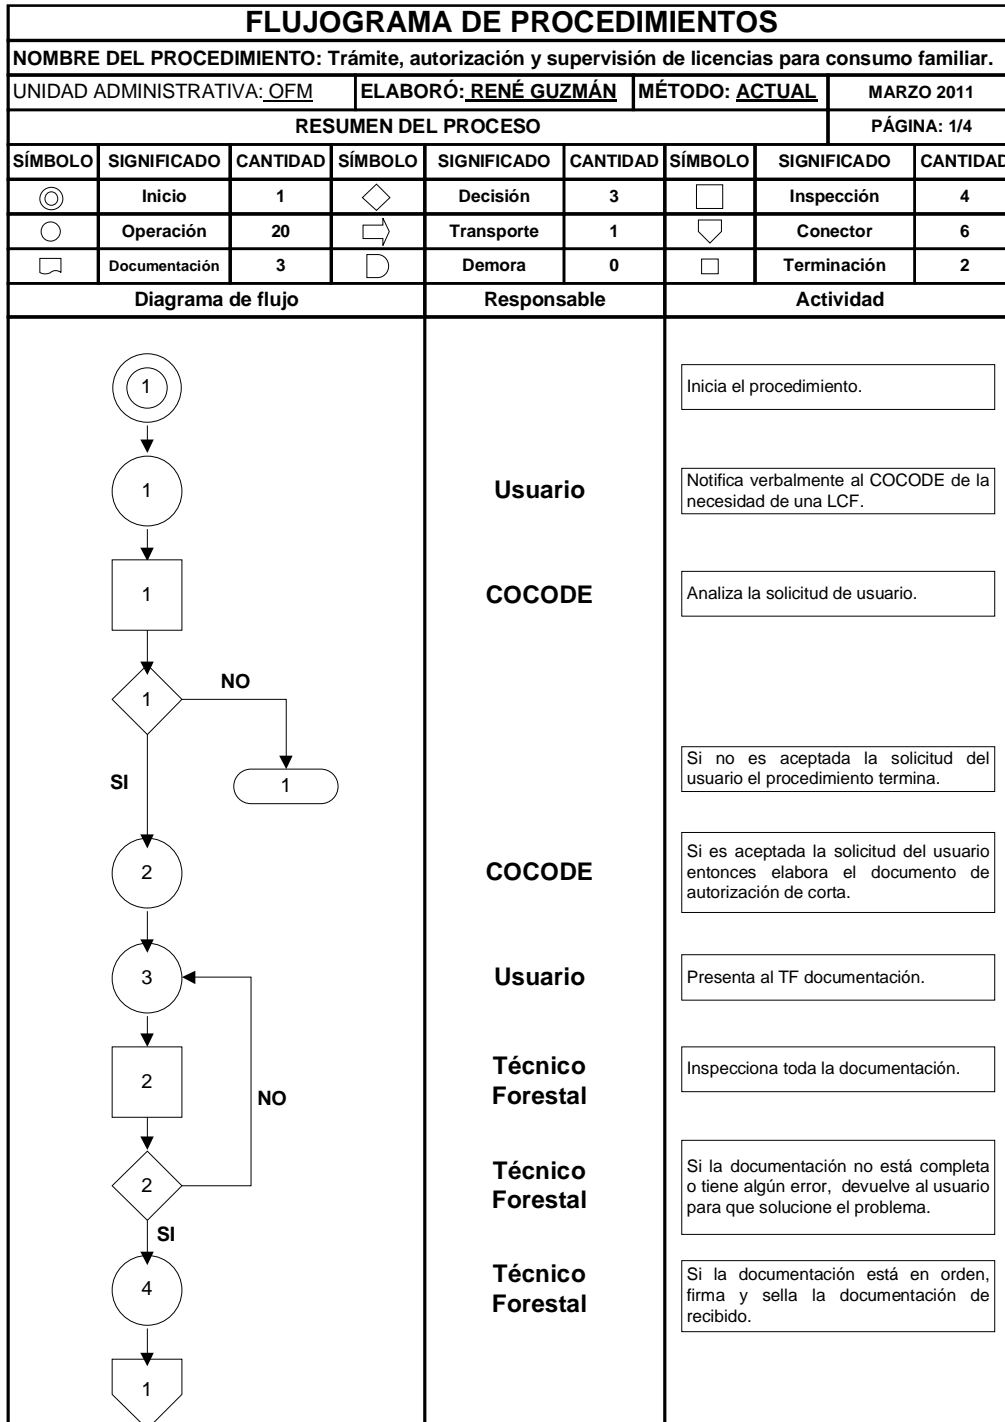 FLUJOGRAMA DE PROCEDIMIENTOS
NOMBRE DEL PROCEDIMIENTO: Trámite, autorización y supervisión de licencias para consumo familiar.
UNIDAD ADMINISTRATIVA: OFM ELABORÓ: RENÉ GUZMÁN MÉTODO: ACTUAL MARZO 2011
RESUMEN DEL PROCESO PÁGINA: 1/4
SÍMBOLO SIGNIFICADO CANTIDAD SÍMBOLO SIGNIFICADO CANTIDAD SÍMBOLO SIGNIFICADO CANTIDAD
Inicio 1 Decisión 3 Inspección 4
Operación 20 Transporte 1 Conector 6
Documentación 3 Demora 0 Terminación 2
Diagrama de flujo Responsable Actividad
1
Inicia el procedimiento.
1
Usuario
Notifica verbalmente al COCODE de la
necesidad de una LCF.
1
COCODE
Analiza la solicitud de usuario.
1
NO
SI
1
Si no es aceptada la solicitud del
usuario el procedimiento termina.
2
COCODE
Si es aceptada la solicitud del usuario
entonces elabora el documento de
autorización de corta.
3
Usuario
Presenta al TF documentación.
2
NO
Técnico
Forestal
Inspecciona toda la documentación.
2
SI
Técnico
Forestal
Si la documentación no está completa
o tiene algún error, devuelve al usuario
para que solucione el problema.
4
Técnico
Forestal
Si la documentación está en orden,
firma y sella la documentación de
recibido.
1